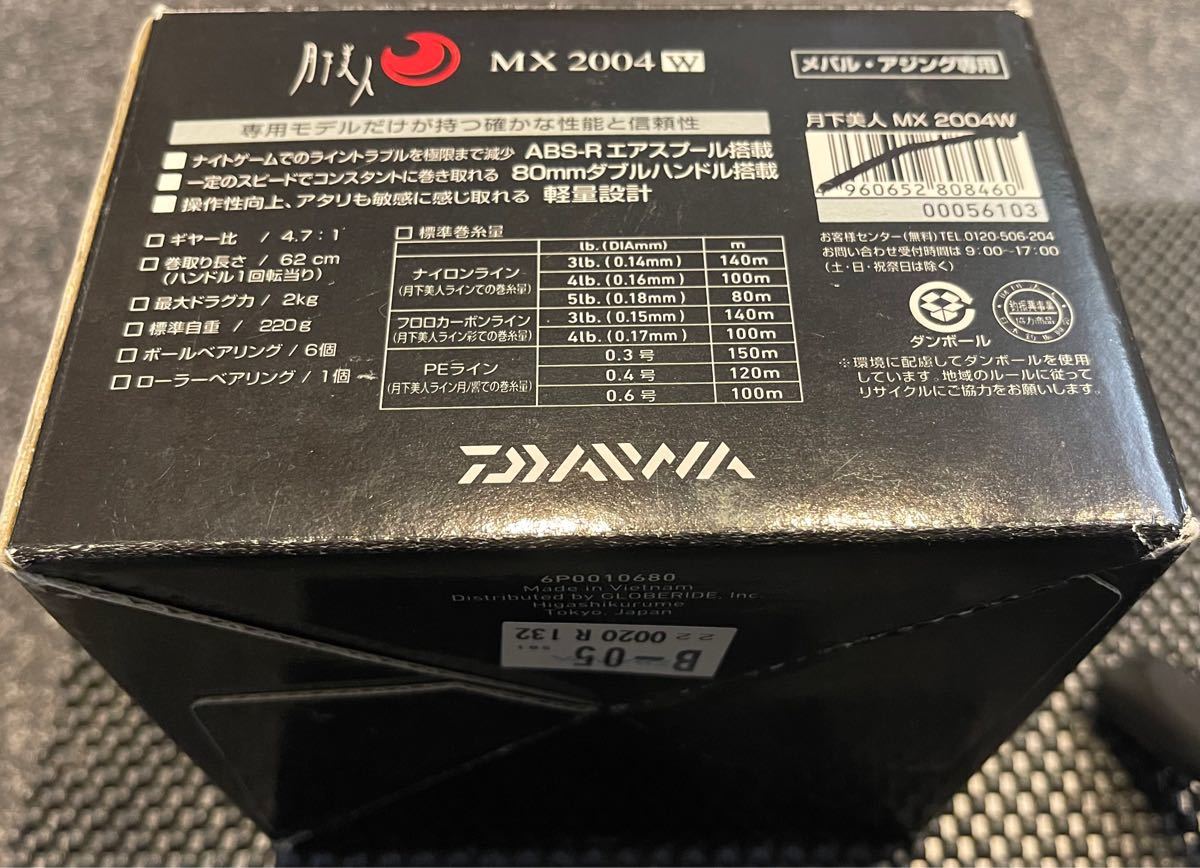 月下美人 MX 2004 W
メバル・アジング専用
専用モデルだけが持つ確かな性能と信頼性
ナイトゲームでのライントラブルを極限まで減少 ABS-R エアスプール搭載
一定のスピードでコンスタントに巻き取れる 80mmダブルハンドル搭載
操作性向上、アタリも敏感に感じ取れる 軽量設計
ギヤー比 / 4.7:1
巻取り長さ / 62cm
(ハンドル1回転当り)
最大ドラグ力 / 2kg
標準自重 / 220g
ボールベアリング / 6個
ローラーベアリング / 1個
標準巻糸量
lb.(DIAmm) m
ナイロンライン
(月下美人ラインでの巻糸量)
3lb.(0.14mm) 140m
4lb.(0.16mm) 100m
5lb.(0.18mm) 80m
フロロカーボンライン
(月下美人ライン彩での巻糸量)
3lb.(0.15mm) 140m
4lb.(0.17mm) 100m
PEライン
(月下美人ライン月/響での巻糸量)
0.3号 150m
0.4号 120m
0.6号 100m
月下美人 MX 2004W
4 960652 808460
00056103
お客様センター(無料)TEL.0120-506-204
お問い合わせ受付時間は9:00~17:00
(土・日・祝祭日は除く)
ダンボール
協力商品
※環境に配慮してダンボールを使用
しています。地域のルールに従って
リサイクルにご協力をお願いします。
DAIWA
6P0010680
Made in Vietnam
Distributed by GLOBERIDE, Inc.
Higashikurume
Tokyo, Japan
22 0020 R 132
B-05